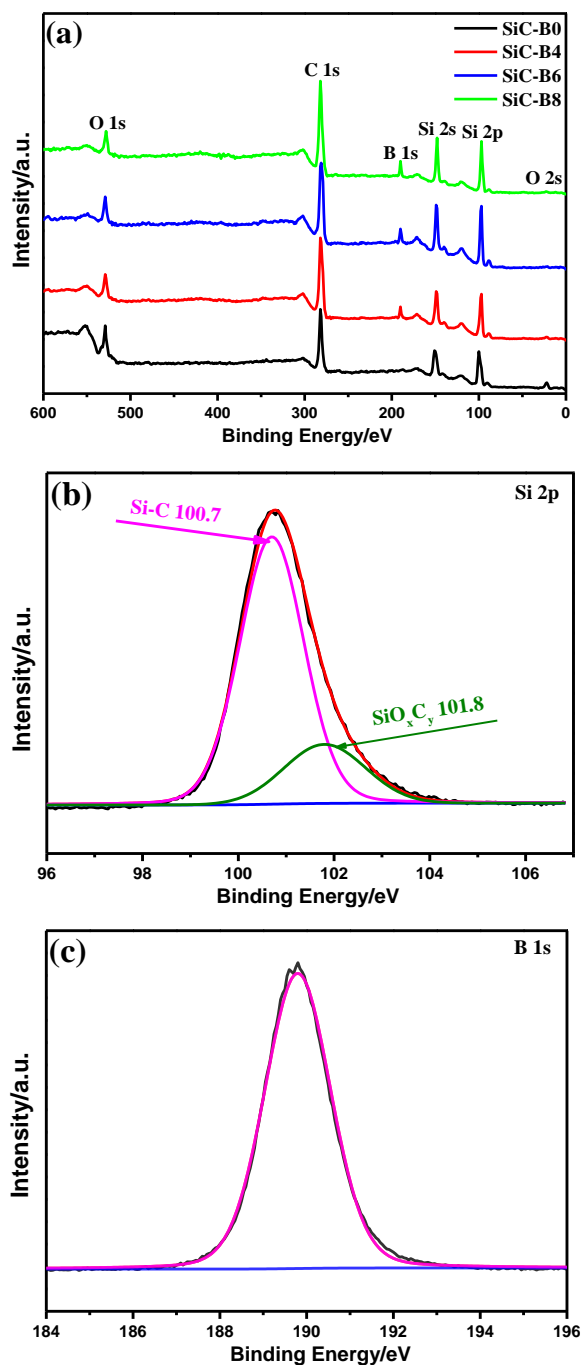 (a)
SiC-B0
SiC-B4
SiC-B6
SiC-B8
C 1s
O 1s
B 1s
Si 2s
Si 2p
O 2s
Intensity/a.u.
600 500 400 300 200 100 0
Binding Energy/eV
(b)
Si 2p
Si-C 100.7
SiOxCy 101.8
Intensity/a.u.
96 98 100 102 104 106
Binding Energy/eV
(c)
B 1s
Intensity/a.u.
184 186 188 190 192 194 196
Binding Energy/eV